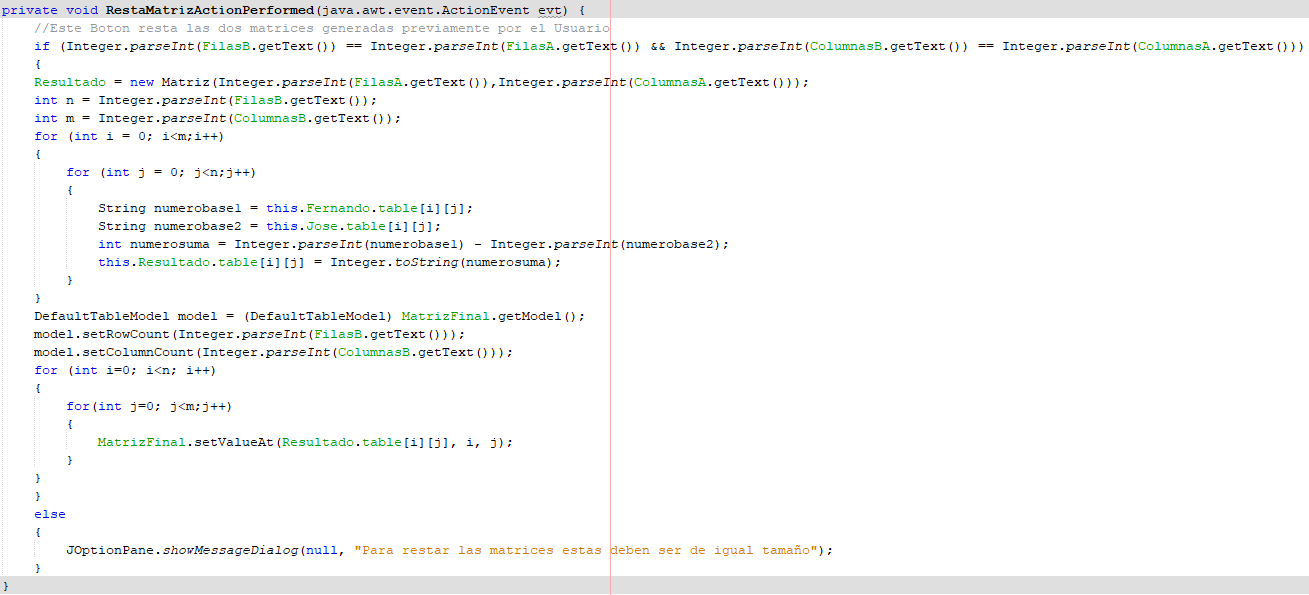 private void RestaMatrizActionPerformed(java.awt.event.ActionEvent evt) {
//Este Boton resta las dos matrices generadas previamente por el Usuario
if (Integer.parseInt(FilasB.getText()) == Integer.parseInt(FilasA.getText()) && Integer.parseInt(ColumnasB.getText()) == Integer.parseInt(ColumnasA.getText()))
{
Resultado = new Matriz(Integer.parseInt(FilasA.getText()),Integer.parseInt(ColumnasA.getText()));
int n = Integer.parseInt(FilasB.getText());
int m = Integer.parseInt(ColumnasB.getText());
for (int i = 0; i<m;i++)
{
for (int j = 0; j<n;j++)
{
String numerobase1 = this.Fernando.table[i][j];
String numerobase2 = this.Jose.table[i][j];
int numerosuma = Integer.parseInt(numerobase1) - Integer.parseInt(numerobase2);
this.Resultado.table[i][j] = Integer.toString(numerosuma);
}
}
DefaultTableModel model = (DefaultTableModel) MatrizFinal.getModel();
model.setRowCount(Integer.parseInt(FilasB.getText()));
model.setColumnCount(Integer.parseInt(ColumnasB.getText()));
for (int i=0; i<n; i++)
{
for(int j=0; j<m;j++)
{
MatrizFinal.setValueAt(Resultado.table[i][j], i, j);
}
}
}
else
{
JOptionPane.showMessageDialog(null, "Para restar las matrices estas deben ser de igual tamaño");
}
}